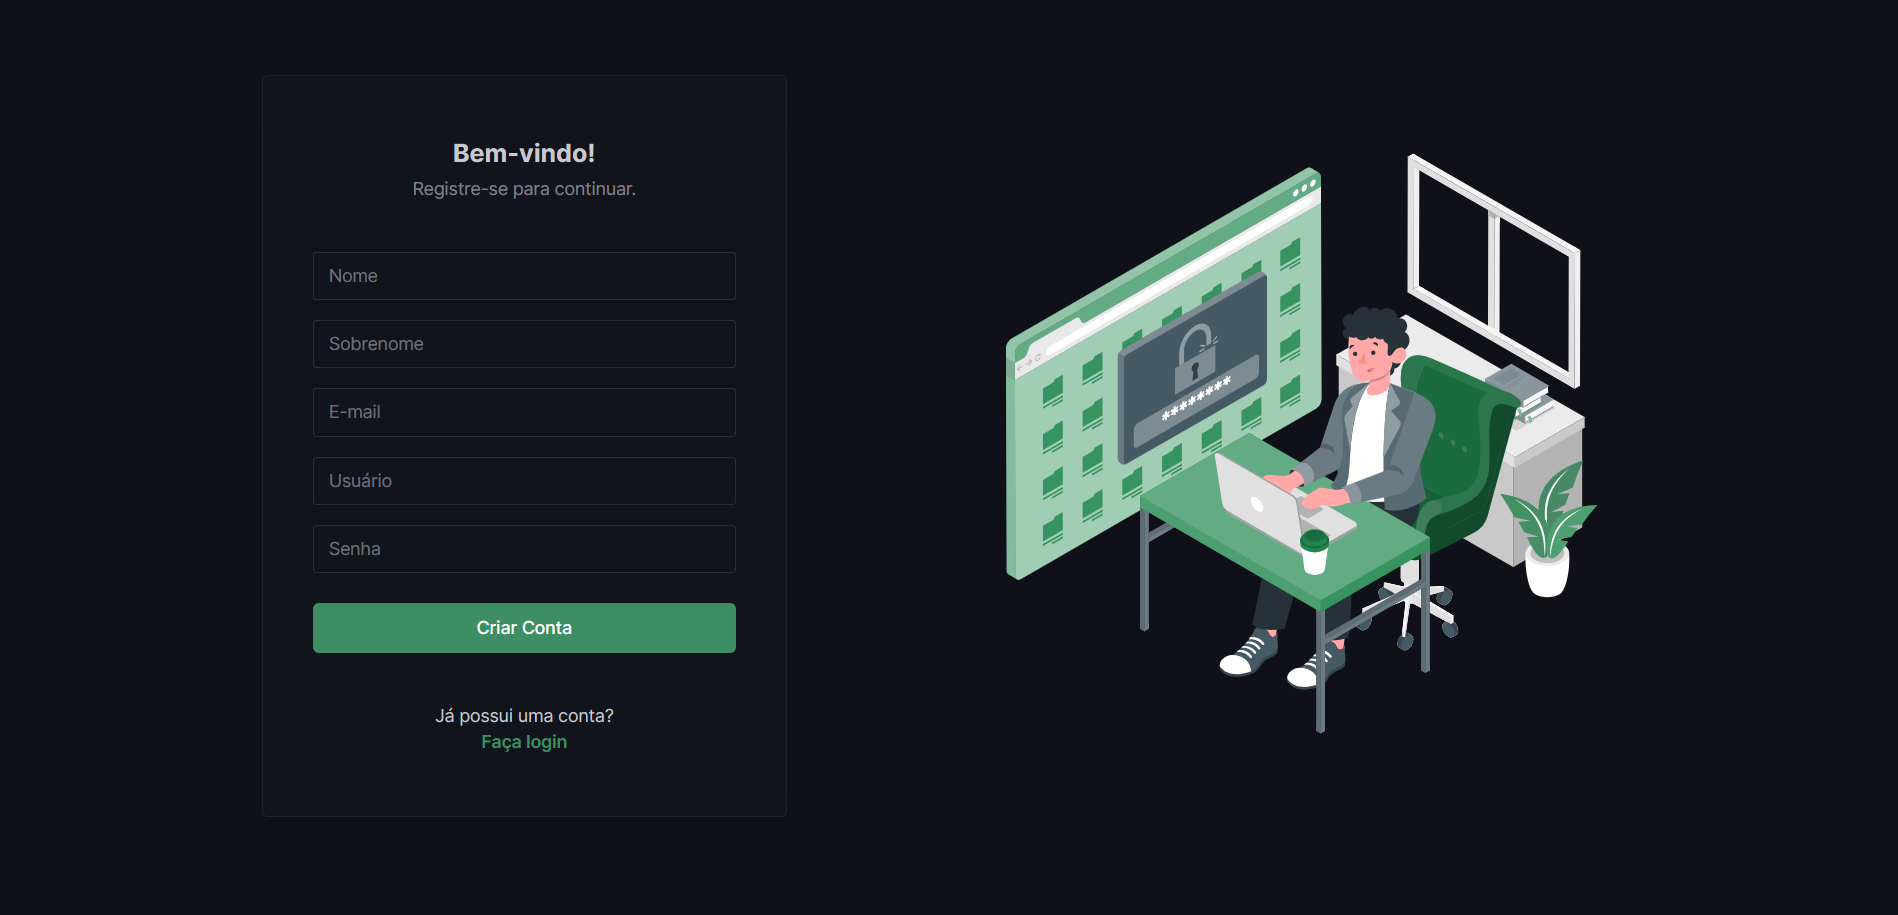 Bem-vindo!
Registre-se para continuar.
Nome
Sobrenome
E-mail
Usuário
Senha
Criar Conta
Já possui uma conta?
Faça login
********